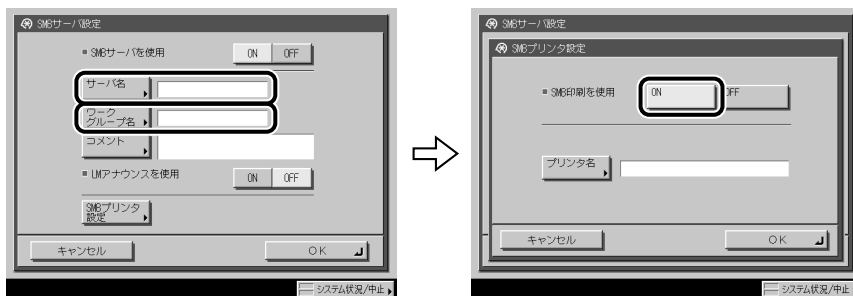 SMBサーバ設定
■ SMBサーバを使用 ON OFF
サーバ名
ワーク
グループ名
コメント
■ LMアナウンスを使用 ON OFF
SMBプリンタ
設定
キャンセル OK
システム状況/中止
SMBサーバ設定
SMBプリンタ設定
■ SMB印刷を使用 ON OFF
プリンタ名
キャンセル OK
システム状況/中止